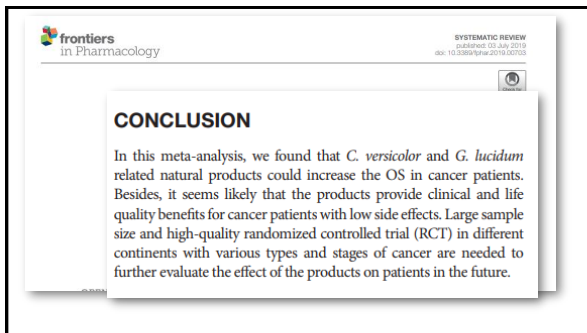 frontiers
in Pharmacology
SYSTEMATIC REVIEW
published: 03 July 2019
doi: 10.3389/fphar.2019.00703
CONCLUSION
In this meta-analysis, we found that C. versicolor and G. lucidum
related natural products could increase the OS in cancer patients.
Besides, it seems likely that the products provide clinical and life
quality benefits for cancer patients with low side effects. Large sample
size and high-quality randomized controlled trial (RCT) in different
continents with various types and stages of cancer are needed to
further evaluate the effect of the products on patients in the future.